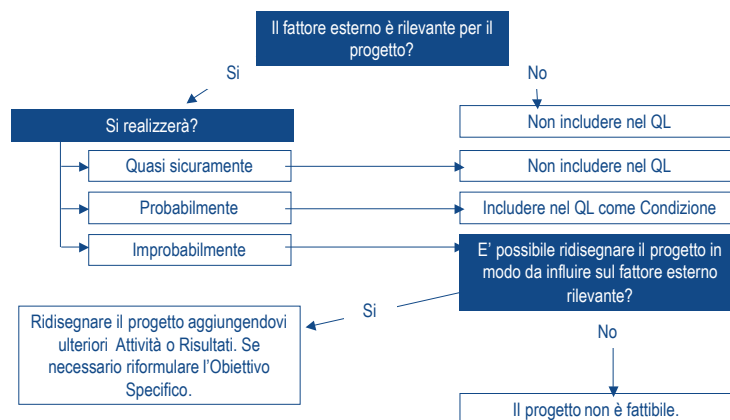 Il fattore esterno è rilevante per il
progetto?
Si
No
Si realizzerà?
Non includere nel QL
Quasi sicuramente
Non includere nel QL
Probabilmente
Includere nel QL come Condizione
Improbabilmente
E’ possibile ridisegnare il progetto in
modo da influire sul fattore esterno
rilevante?
Si
Ridisegnare il progetto aggiungendovi
ulteriori Attività o Risultati. Se
necessario riformulare l’Obiettivo
Specifico.
No
Il progetto non è fattibile.